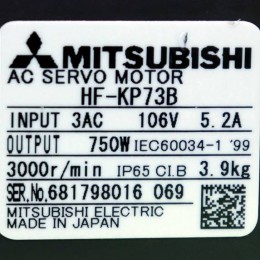 MITSUBISHI
AC SERVO MOTOR
HF-KP73B
INPUT 3AC 106V 5.2A
OUTPUT 750W IEC60034-1 '99
3000r/min IP65 CI.B 3.9kg
SER.No.681798016 069
MITSUBISHI ELECTRIC
MADE IN JAPAN